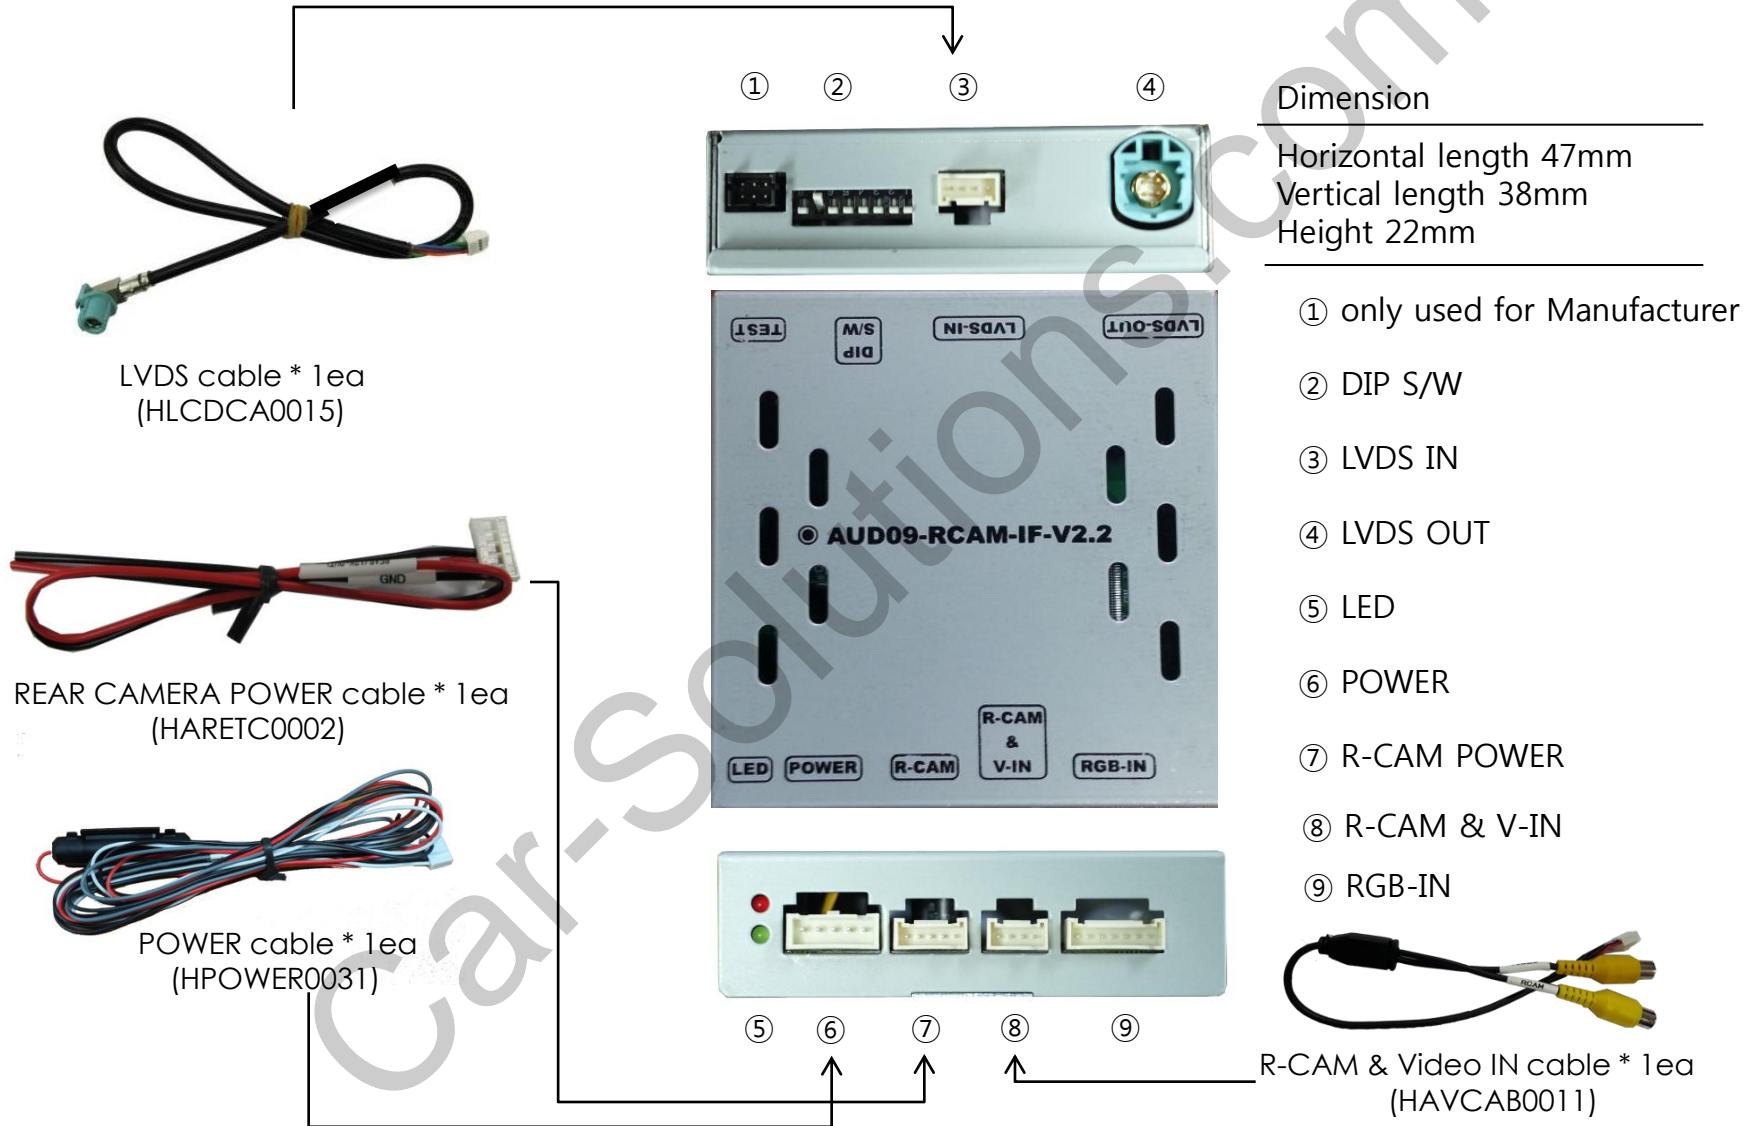 ① ② ③ ④
Dimension
Horizontal length 47mm
Vertical length 38mm
Height 22mm
TEST
DIP
S/W
LVDS-IN
LVDS-OUT
① only used for Manufacturer
② DIP S/W
③ LVDS IN
④ LVDS OUT
⑤ LED
⑥ POWER
⑦ R-CAM POWER
⑧ R-CAM & V-IN
⑨ RGB-IN
LVDS cable * 1ea
(HLCDCA0015)
GND
AUD09-RCAM-IF-V2.2
REAR CAMERA POWER cable * 1ea
(HARETC0002)
LED
POWER
R-CAM
R-CAM
&
V-IN
RGB-IN
POWER cable * 1ea
(HPOWER0031)
RCAM
⑤ ⑥ ⑦ ⑧ ⑨
R-CAM & Video IN cable * 1ea
(HAVCAB0011)
Car-Solutions.com